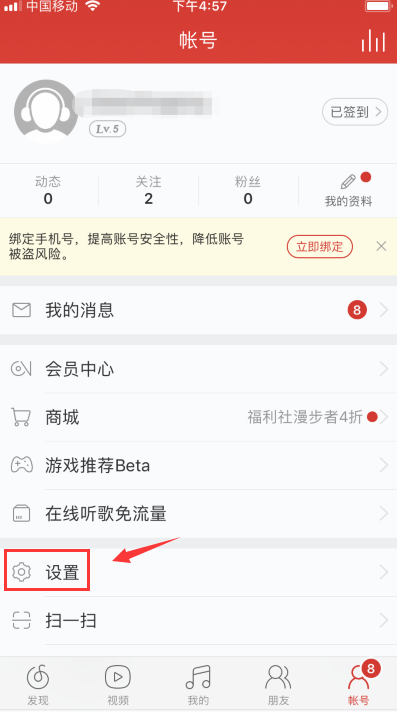 中国移动
下午4:57
帐号
Lv.5
已签到
动态
关注
粉丝
0
2
0
我的资料
绑定手机号，提高账号安全性，降低账号
被盗风险。
立即绑定
我的消息
8
会员中心
商城
福利社漫步者4折
游戏推荐Beta
在线听歌免流量
设置
扫一扫
8
发现
视频
我的
朋友
帐号